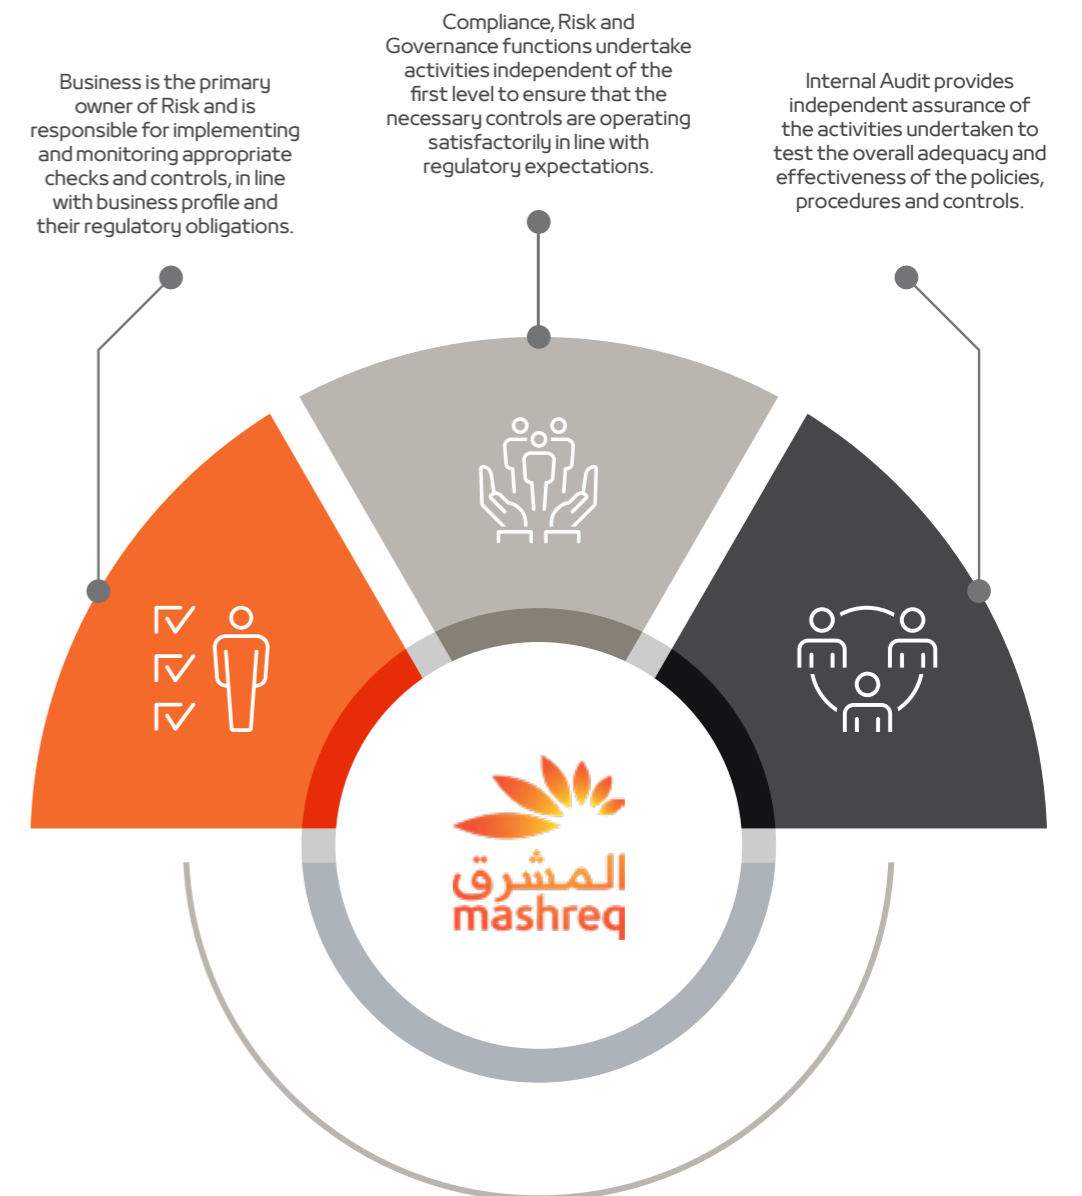 Business is the primary
owner of Risk and is
responsible for implementing
and monitoring appropriate
checks and controls, in line
with business profile and
their regulatory obligations.
Compliance, Risk and
Governance functions undertake
activities independent of the
first level to ensure that the
necessary controls are operating
satisfactorily in line with
regulatory expectations.
Internal Audit provides
independent assurance of
the activities undertaken to
test the overall adequacy and
effectiveness of the policies,
procedures and controls.
المشرق
mashreq